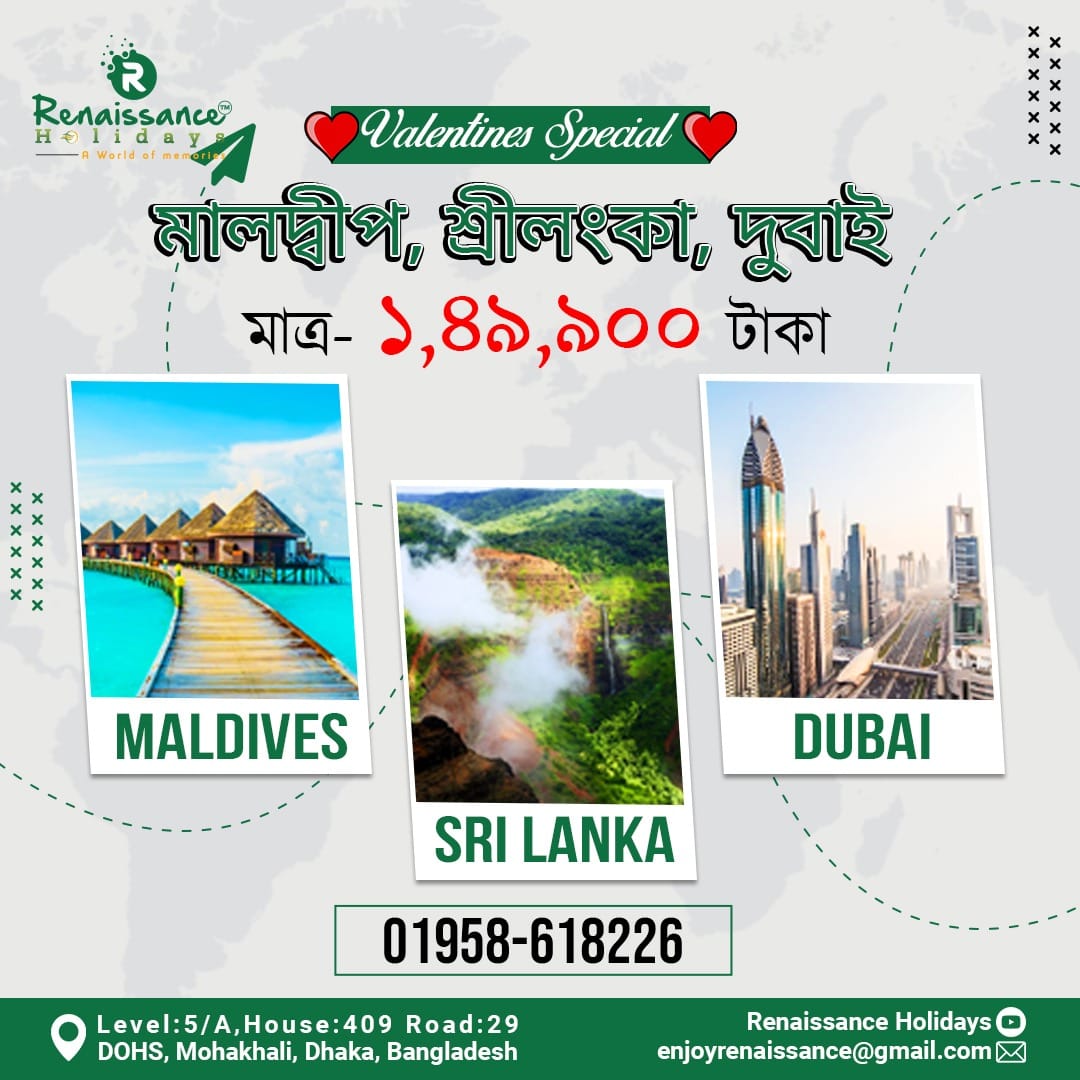 R
Renaissance™
Holidays
A World of memories
Valentines Special
মালদ্বীপ, শ্রীলংকা, দুবাই
মাত্র- ১,৪৯,৯০০ টাকা
MALDIVES
DUBAI
SRI LANKA
01958-618226
Level:5/A,House:409 Road:29
DOHS, Mohakhali, Dhaka, Bangladesh
Renaissance Holidays
enjoyrenaissance@gmail.com